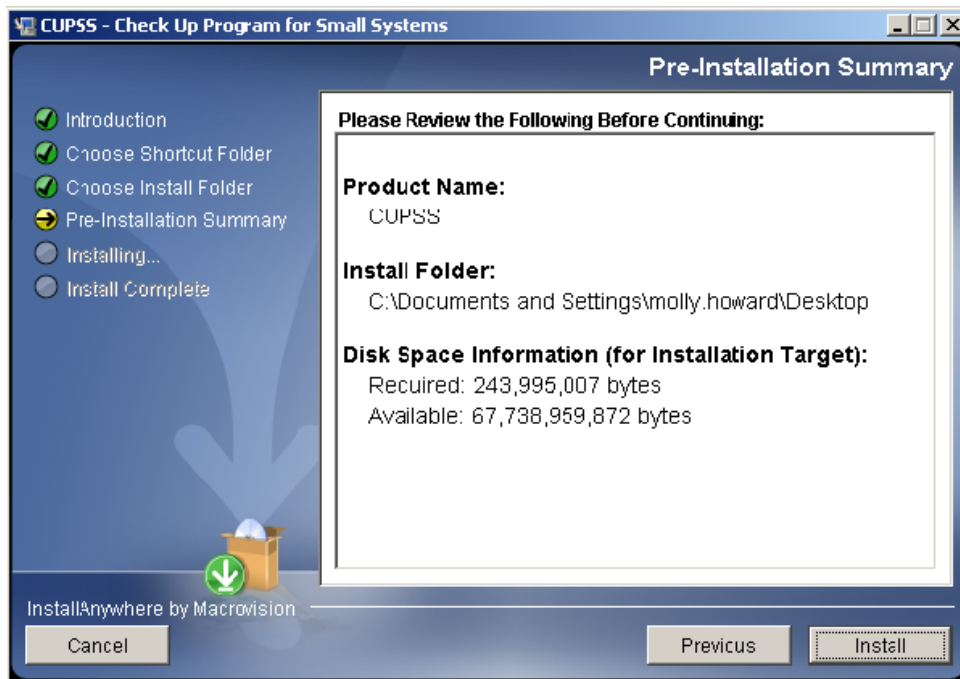 CUPSS - Check Up Program for Small Systems
Pre-Installation Summary
Introduction
Choose Shortcut Folder
Choose Install Folder
Pre-Installation Summary
Installing...
Install Complete
Please Review the Following Before Continuing:
Product Name:
CUPSS
Install Folder:
C:\Documents and Settings\molly.howard\Desktop
Disk Space Information (for Installation Target):
Required: 243,995,007 bytes
Available: 67,738,959,872 bytes
InstallAnywhere by Macrovision
Cancel
Previous
Install